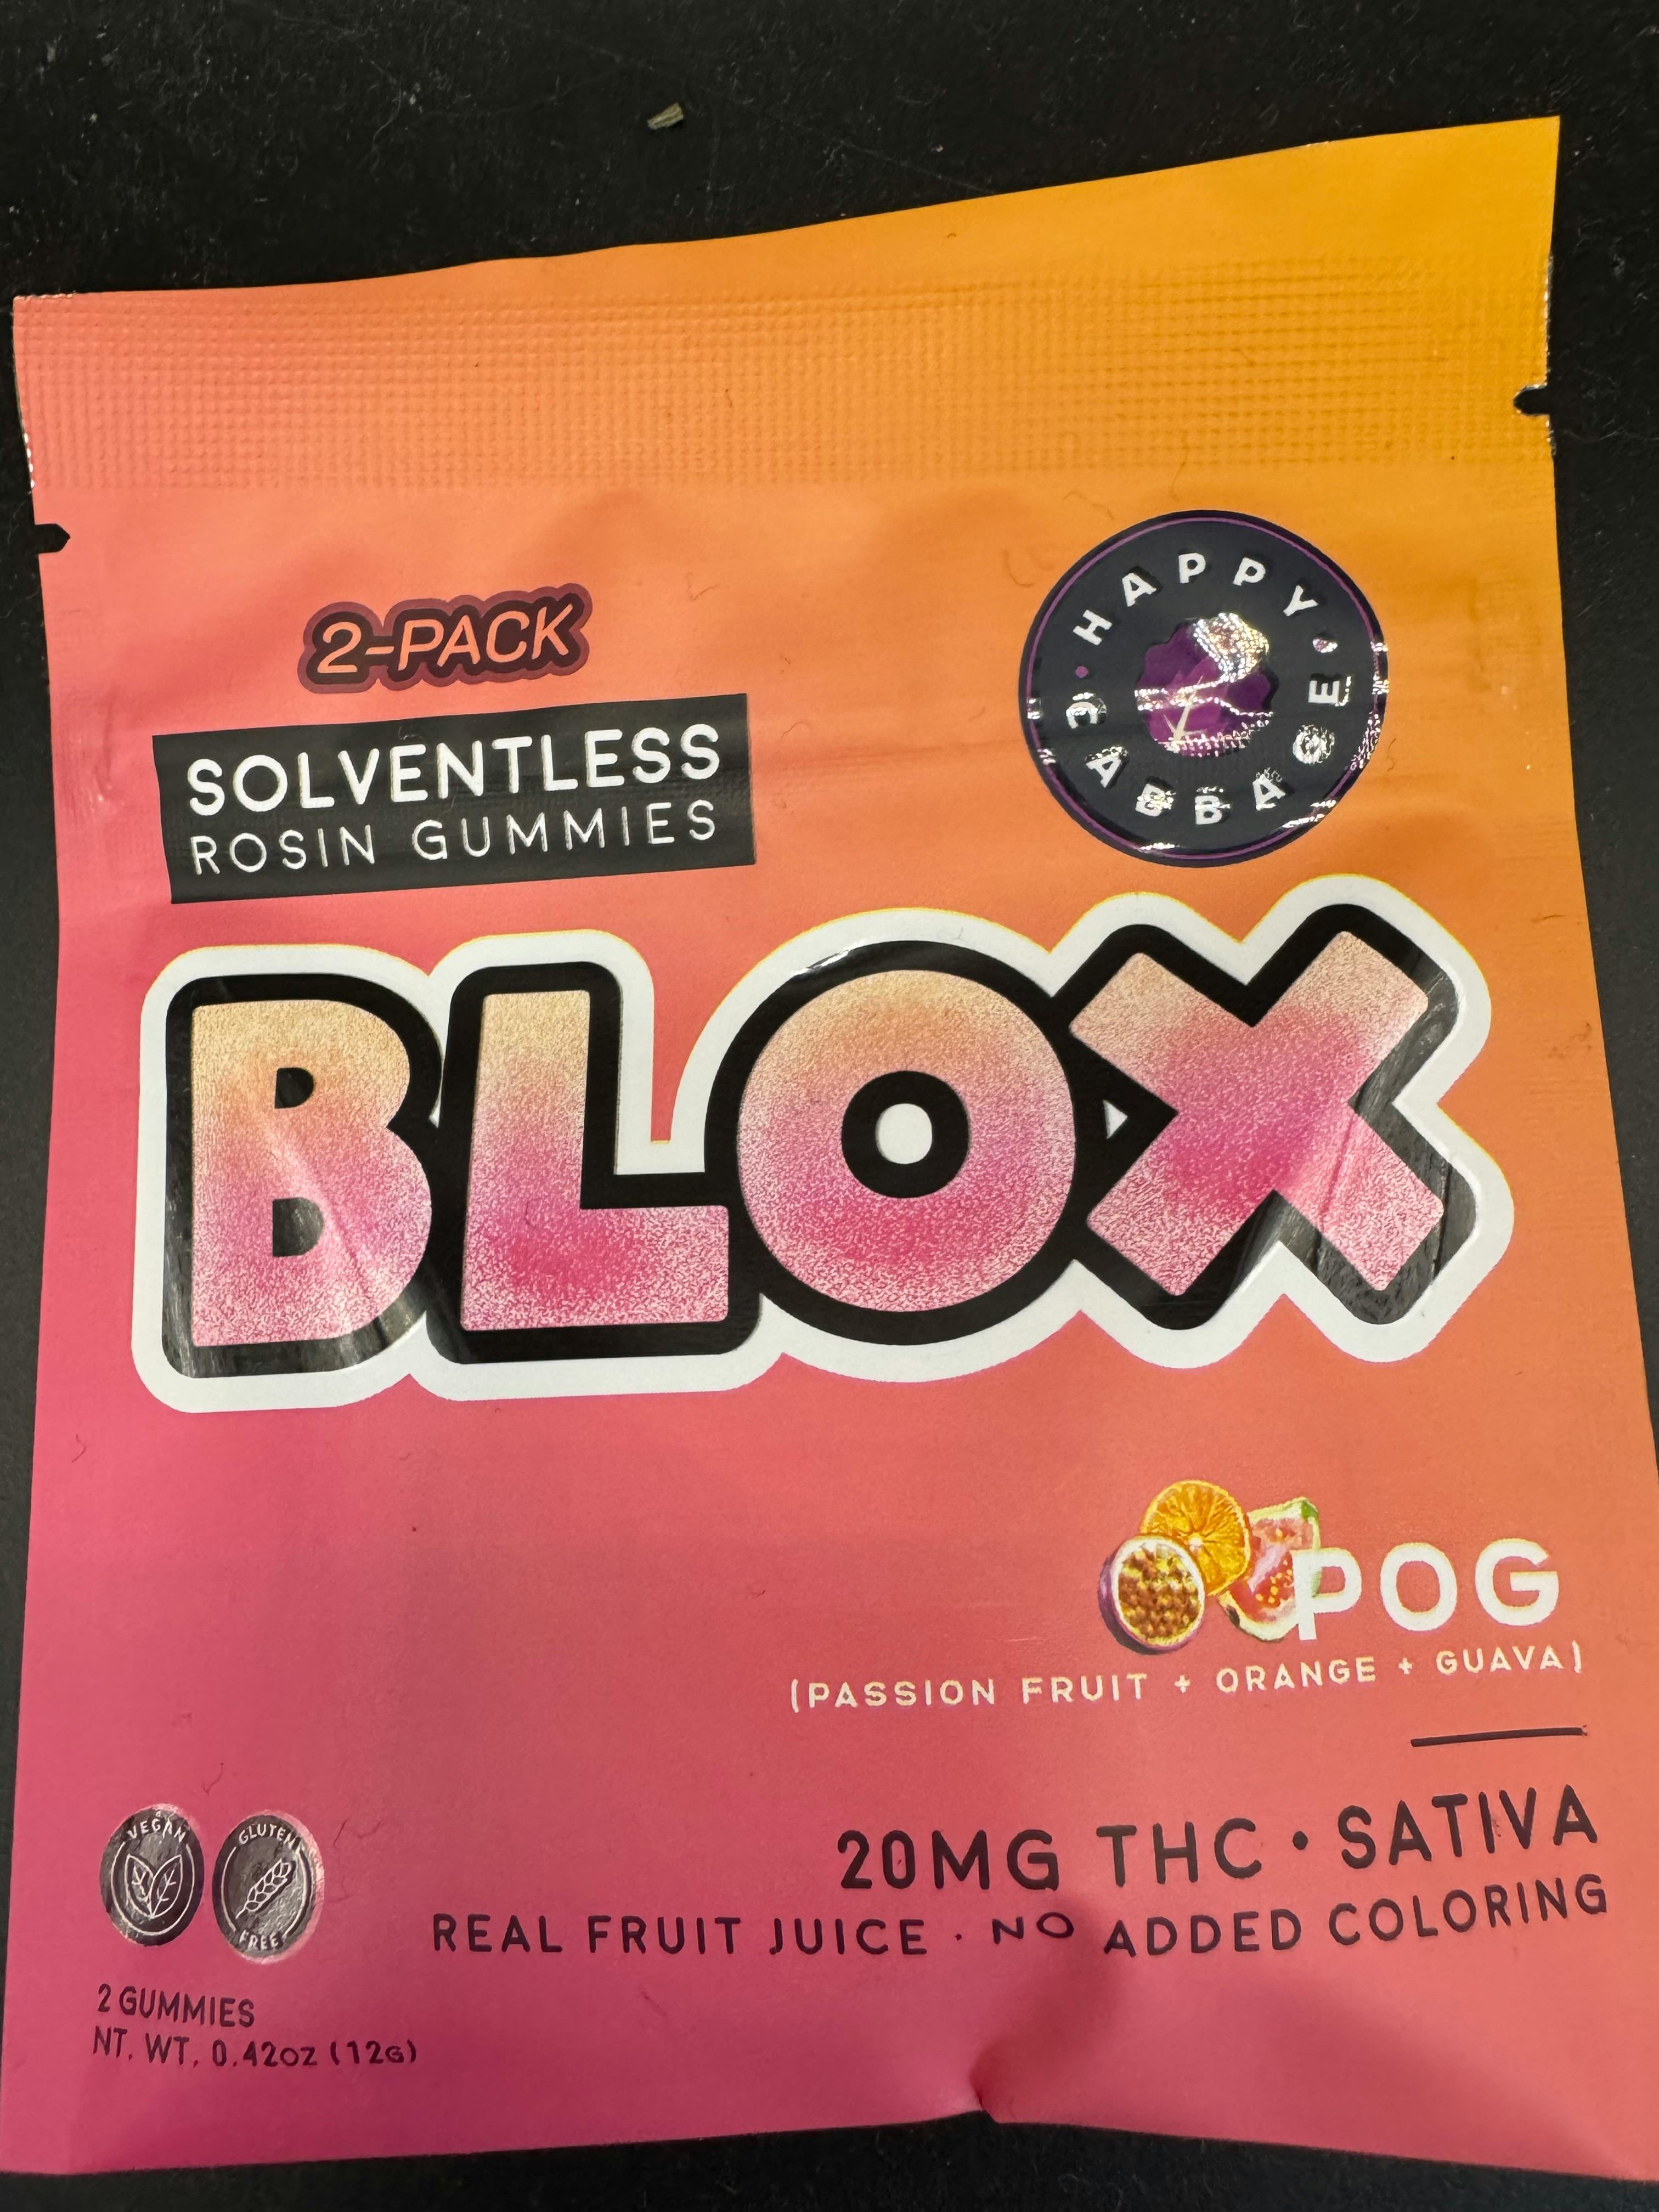 2-PACK
SOLVENTLESS
ROSIN GUMMIES
HAPPY • CABBAGE •
BLOX
POG
(PASSION FRUIT + ORANGE + GUAVA)
20MG THC • SATIVA
REAL FRUIT JUICE · NO ADDED COLORING
VEGAN
GLUTEN
FREE
2 GUMMIES
NT. WT. 0.42OZ (12G)